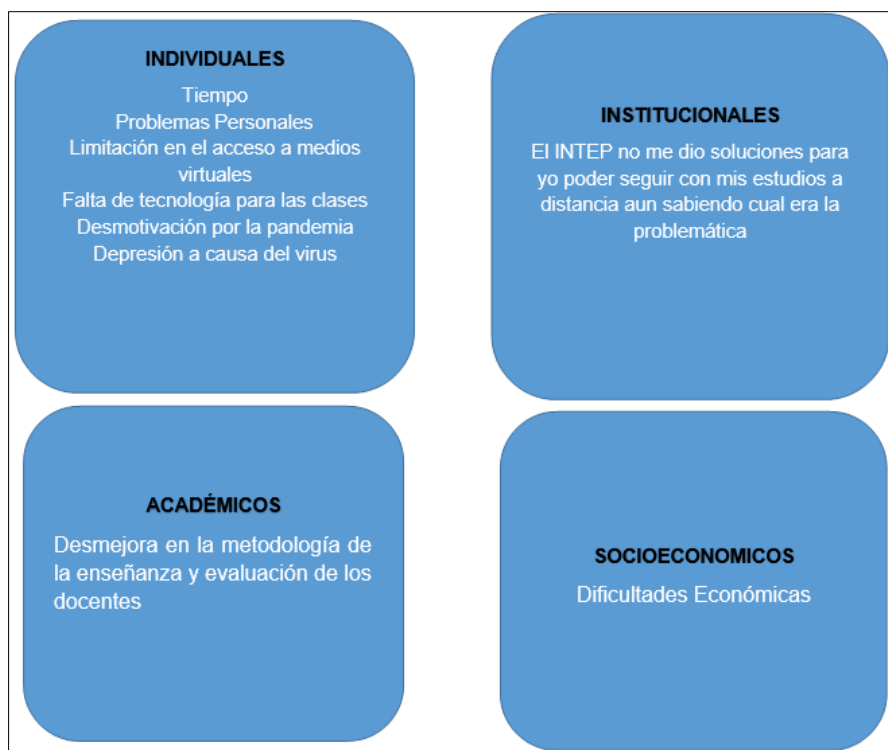 INDIVIDUALES
Tiempo
Problemas Personales
Limitación en el acceso a medios
virtuales
Falta de tecnología para las clases
Desmotivación por la pandemia
Depresión a causa del virus
INSTITUCIONALES
El INTEP no me dio soluciones para
yo poder seguir con mis estudios a
distancia aun sabiendo cual era la
problemática
ACADÉMICOS
Desmejora en la metodología de
la enseñanza y evaluación de los
docentes
SOCIOECONOMICOS
Dificultades Económicas